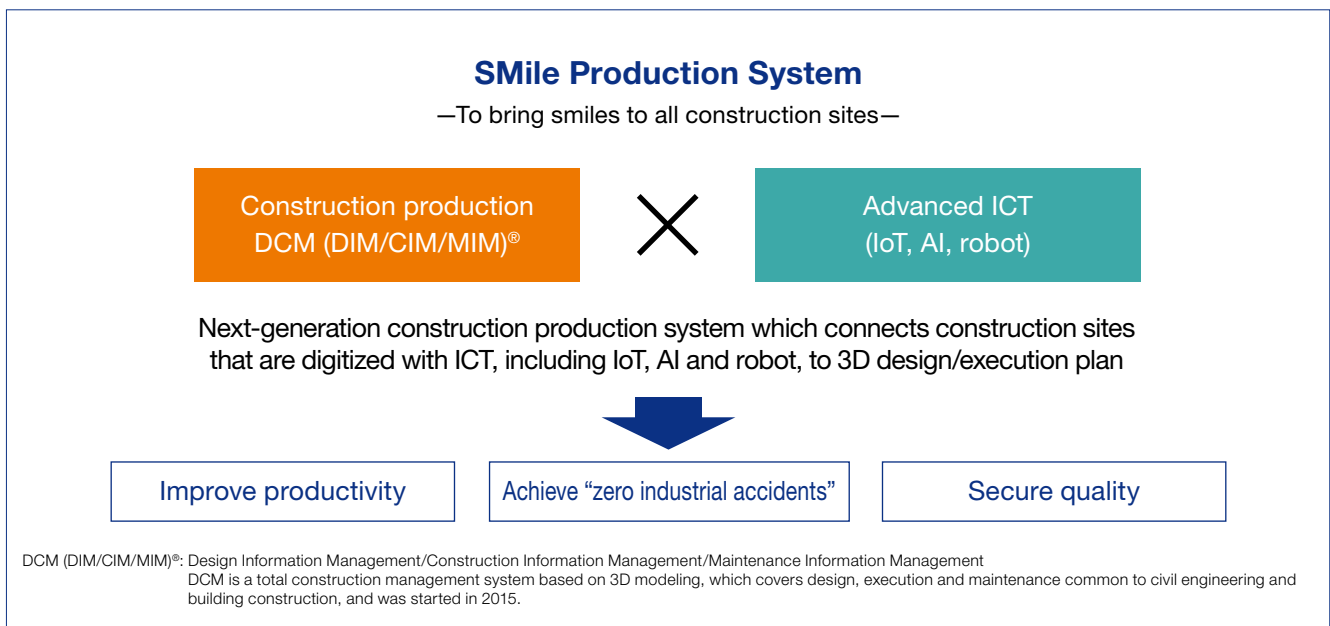 SMile Production System
—To bring smiles to all construction sites—
Construction production
DCM (DIM/CIM/MIM)®
Advanced ICT
(IoT, AI, robot)
Next-generation construction production system which connects construction sites
that are digitized with ICT, including IoT, AI and robot, to 3D design/execution plan
Improve productivity
Achieve “zero industrial accidents”
Secure quality
DCM (DIM/CIM/MIM)®: Design Information Management/Construction Information Management/Maintenance Information Management
DCM is a total construction management system based on 3D modeling, which covers design, execution and maintenance common to civil engineering and
building construction, and was started in 2015.